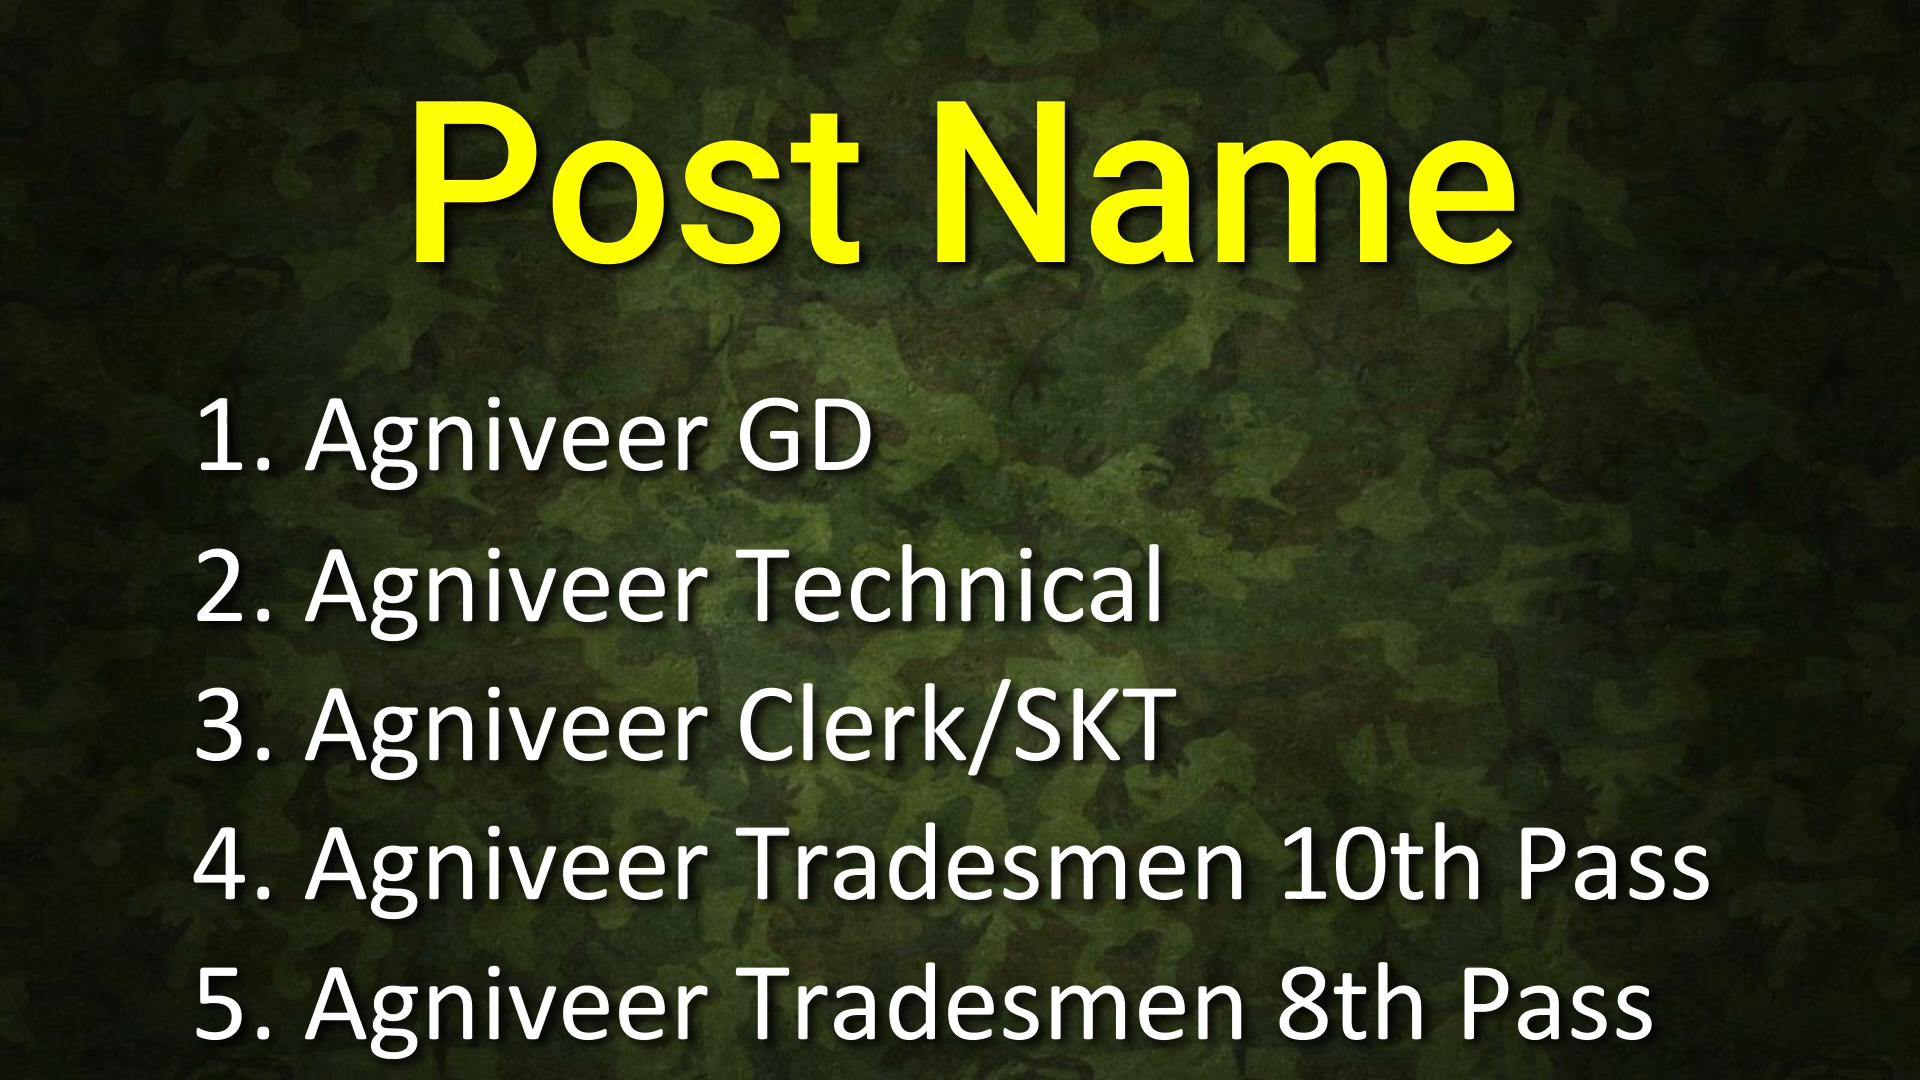 Post Name
1. Agniveer GD
2. Agniveer Technical
3. Agniveer Clerk/SKT
4. Agniveer Tradesmen 10th Pass
5. Agniveer Tradesmen 8th Pass